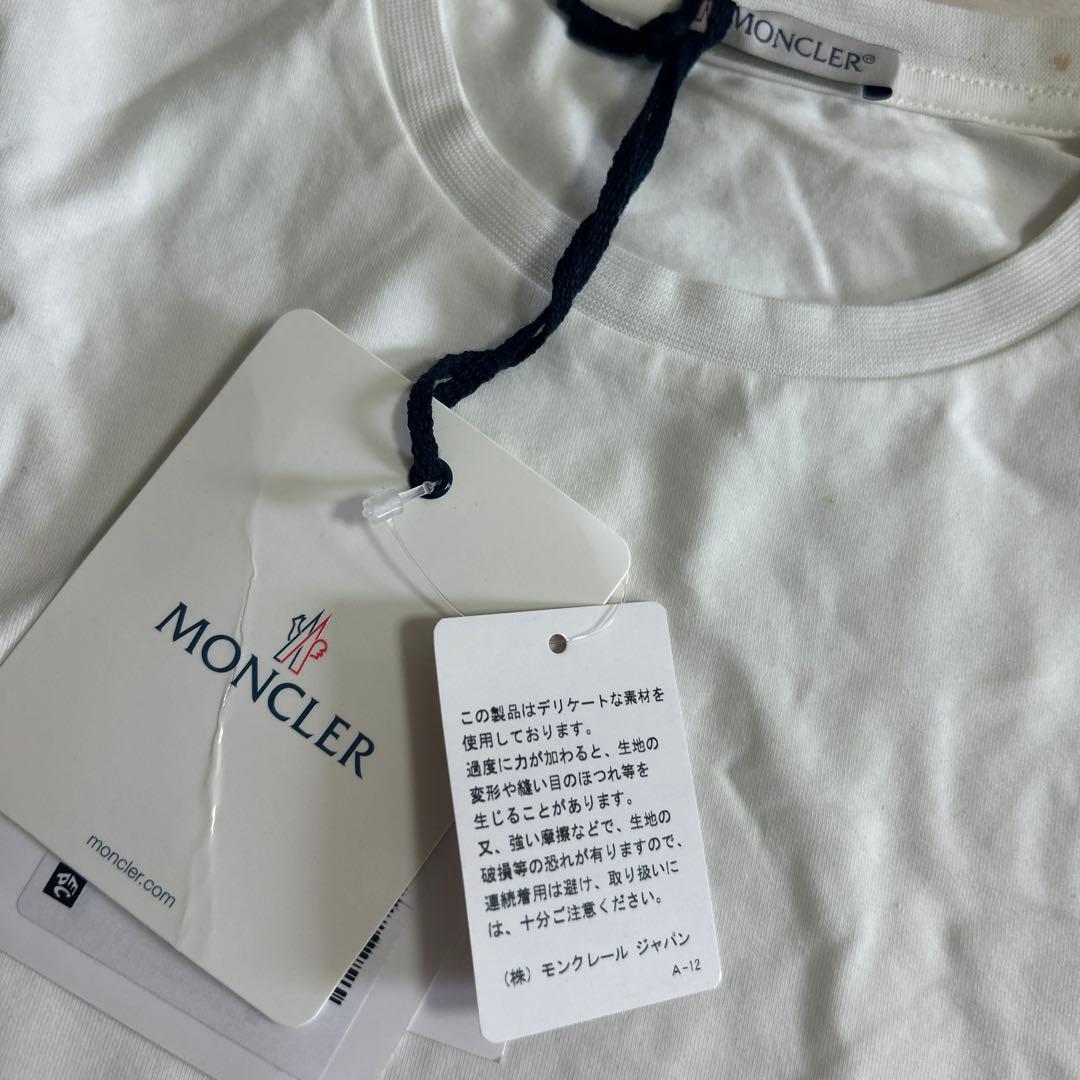 MONCLER®
MONCLER
moncler.com
この製品はデリケートな素材を
使用しております。
過度に力が加わると、生地の
変形や縫い目のほつれ等を
生じることがあります。
又、強い摩擦などで、生地の
破損等の恐れが有りますので、
連続着用は避け、取り扱いに
は、十分ご注意ください。
(株) モンクレール ジャパン
A-12